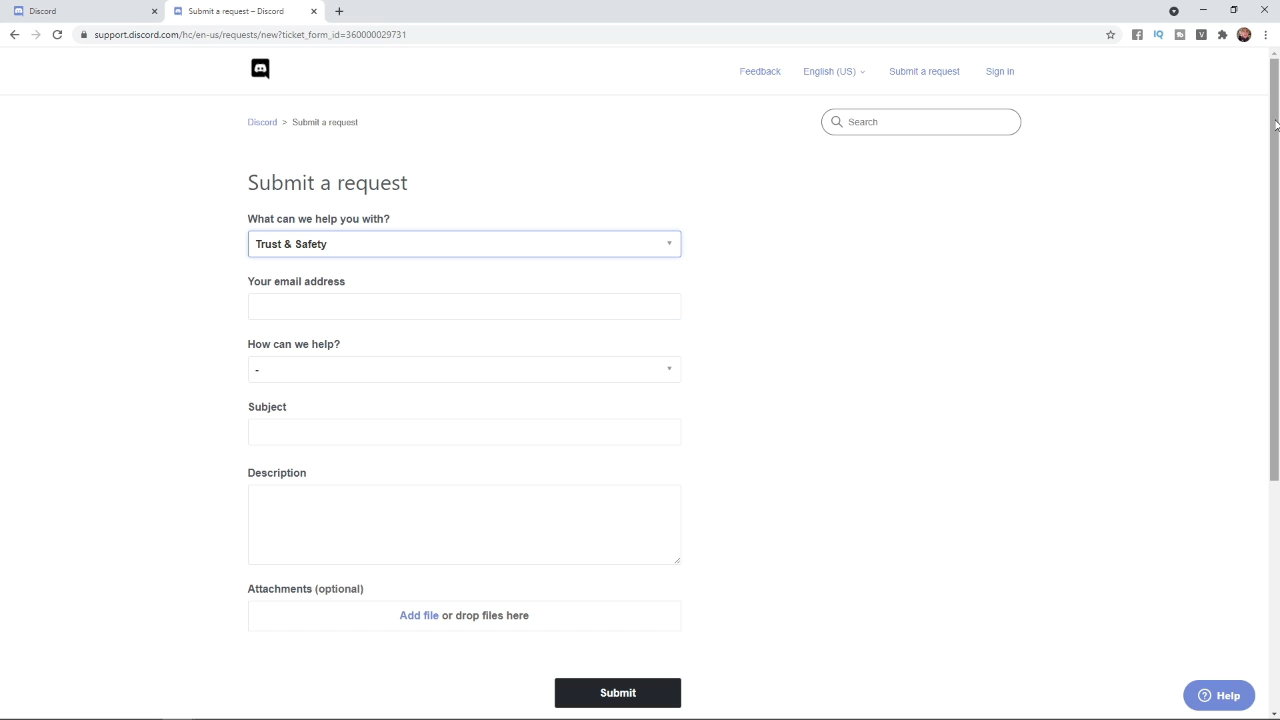 Discord
Submit a request – Discord
support.discord.com/hc/en-us/requests/new?ticket_form_id=360000029731
IQ
V
Feedback
English (US)
Submit a request
Sign in
Discord > Submit a request
Search
Submit a request
What can we help you with?
Trust & Safety
Your email address
How can we help?
-
Subject
Description
Attachments (optional)
Add file or drop files here
Submit
Help